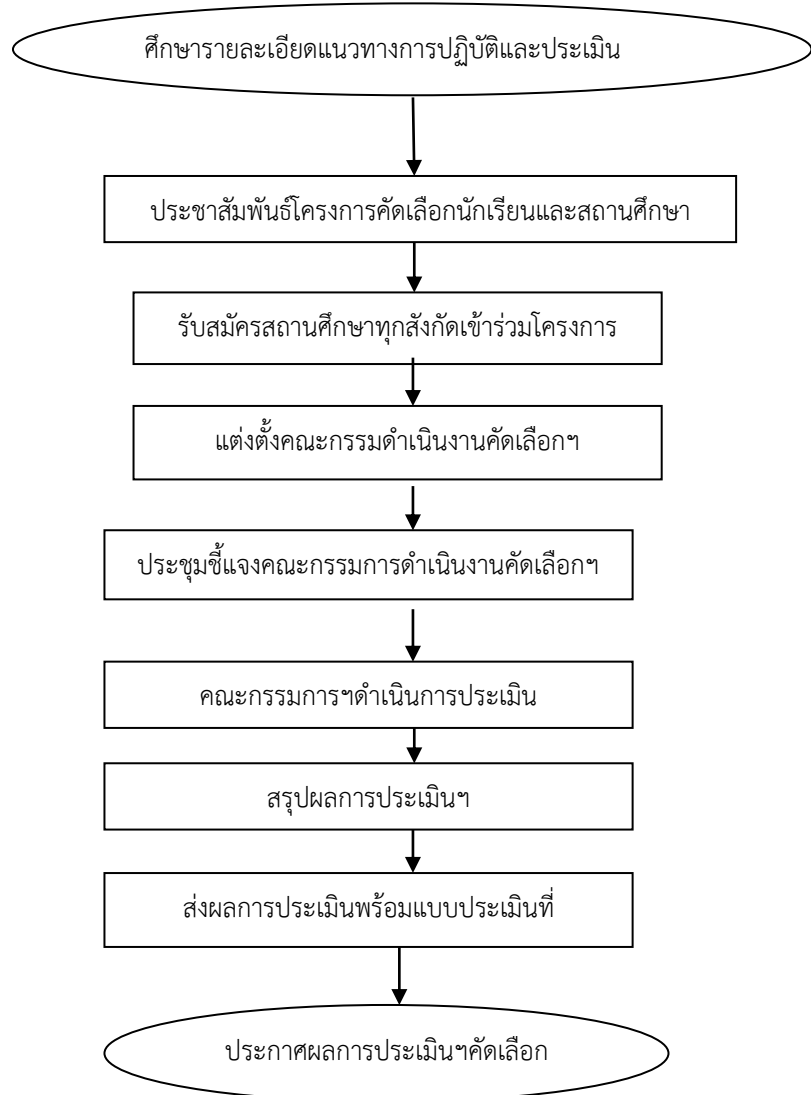 ศึกษารายละเอียดแนวทางการปฏิบัติและประเมิน
ประชาสัมพันธ์โครงการคัดเลือกนักเรียนและสถานศึกษา
รับสมัครสถานศึกษาทุกสังกัดเข้าร่วมโครงการ
แต่งตั้งคณะกรรมดำเนินงานคัดเลือกฯ
ประชุมชี้แจงคณะกรรมการดำเนินงานคัดเลือกฯ
คณะกรรมการฯดำเนินการประเมิน
สรุปผลการประเมินฯ
ส่งผลการประเมินพร้อมแบบประเมินที่
ประกาศผลการประเมินฯคัดเลือก